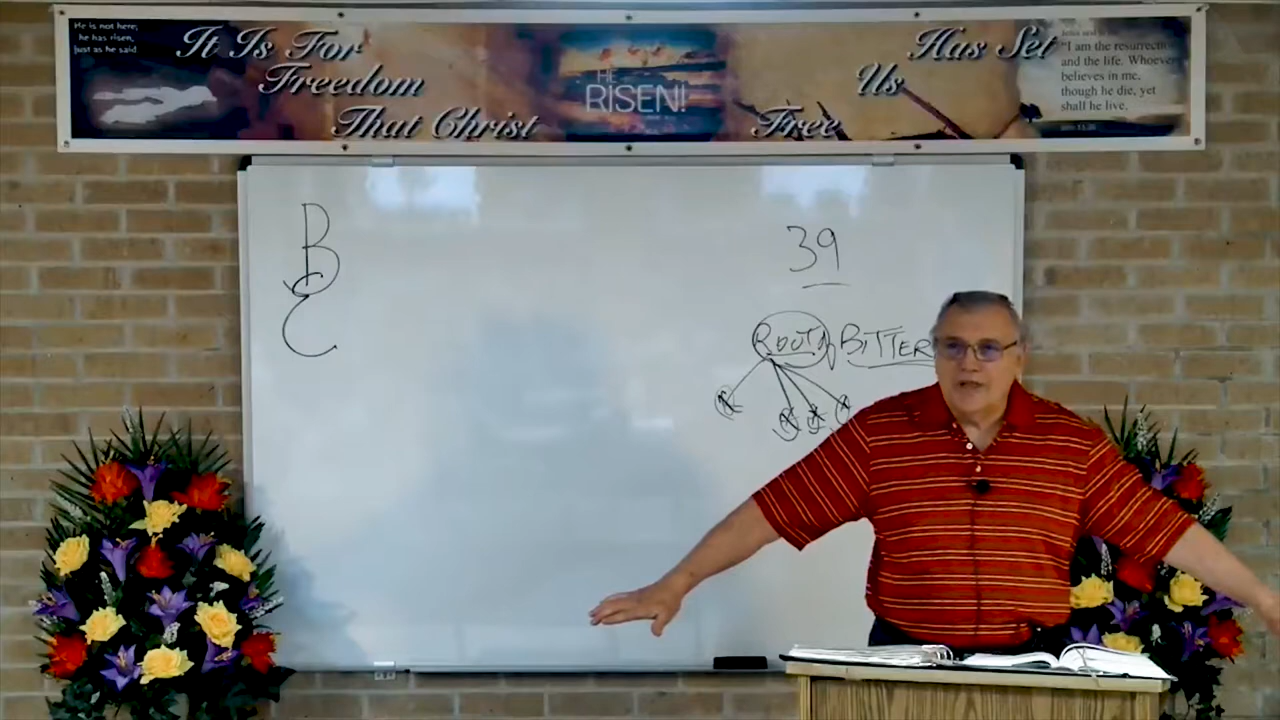 He is not here;
he has risen,
just as he said
It Is For
Freedom
That Christ
HE
RISEN!
Has Set
Us
Free
"I am the resurrection
and the life. Whoever
believes in me,
though he die, yet
shall he live.
B
C
39
ROOT of BITTER